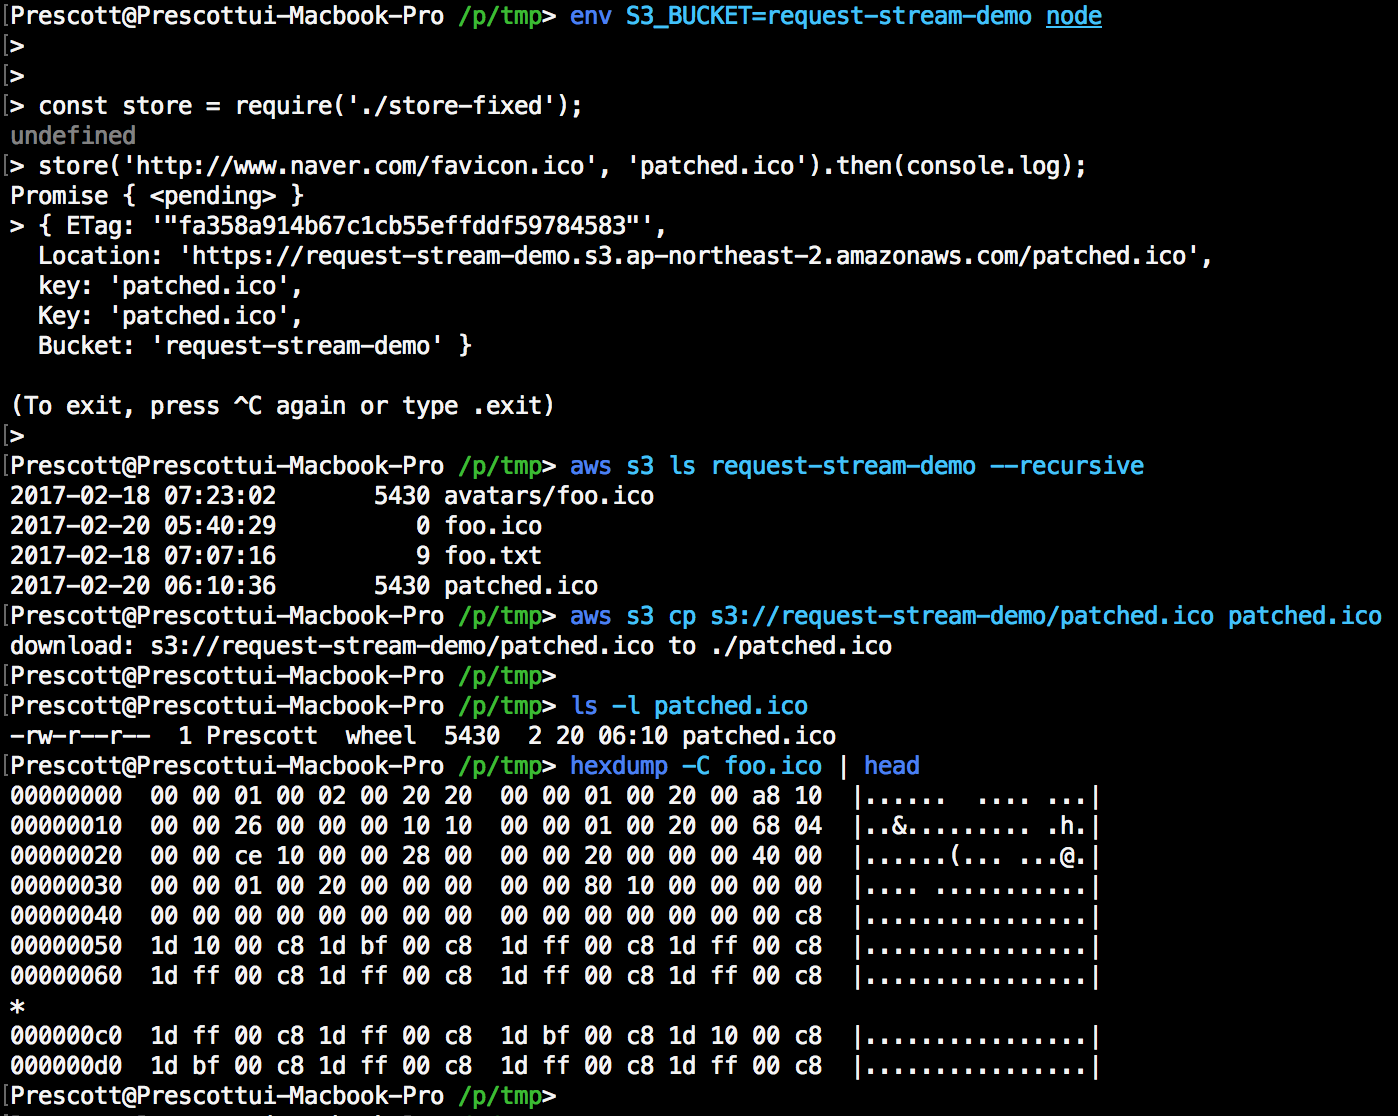 [Prescott@Prescottui-Macbook-Pro /p/tmp> env S3_BUCKET=request-stream-demo node
[>
[>
[> const store = require('./store-fixed');
undefined
[> store('http://www.naver.com/favicon.ico', 'patched.ico').then(console.log);
Promise { <pending> }
> { ETag: '"fa358a914b67c1cb55effddf59784583"',
  Location: 'https://request-stream-demo.s3.ap-northeast-2.amazonaws.com/patched.ico',
  key: 'patched.ico',
  Key: 'patched.ico',
  Bucket: 'request-stream-demo' }
(To exit, press ^C again or type .exit)
[>
[Prescott@Prescottui-Macbook-Pro /p/tmp> aws s3 ls request-stream-demo --recursive
2017-02-18 07:23:02       5430 avatars/foo.ico
2017-02-20 05:40:29          0 foo.ico
2017-02-18 07:07:16          9 foo.txt
2017-02-20 06:10:36       5430 patched.ico
[Prescott@Prescottui-Macbook-Pro /p/tmp> aws s3 cp s3://request-stream-demo/patched.ico patched.ico
download: s3://request-stream-demo/patched.ico to ./patched.ico
[Prescott@Prescottui-Macbook-Pro /p/tmp>
[Prescott@Prescottui-Macbook-Pro /p/tmp> ls -l patched.ico
-rw-r--r--  1 Prescott  wheel  5430  2 20 06:10 patched.ico
[Prescott@Prescottui-Macbook-Pro /p/tmp> hexdump -C foo.ico | head
00000000  00 00 01 00 02 00 20 20  00 00 01 00 20 00 a8 10  |......  .... ...|
00000010  00 00 26 00 00 00 10 10  00 00 01 00 20 00 68 04  |..&......... .h.|
00000020  00 00 ce 10 00 00 28 00  00 00 20 00 00 00 40 00  |......(... ...@.|
00000030  00 00 01 00 20 00 00 00  00 00 80 10 00 00 00 00  |.... ...........|
00000040  00 00 00 00 00 00 00 00  00 00 00 00 00 00 00 c8  |................|
00000050  1d 10 00 c8 1d bf 00 c8  1d ff 00 c8 1d ff 00 c8  |................|
00000060  1d ff 00 c8 1d ff 00 c8  1d ff 00 c8 1d ff 00 c8  |................|
*
000000c0  1d ff 00 c8 1d ff 00 c8  1d bf 00 c8 1d 10 00 c8  |................|
000000d0  1d bf 00 c8 1d ff 00 c8  1d ff 00 c8 1d ff 00 c8  |................|
[Prescott@Prescottui-Macbook-Pro /p/tmp>